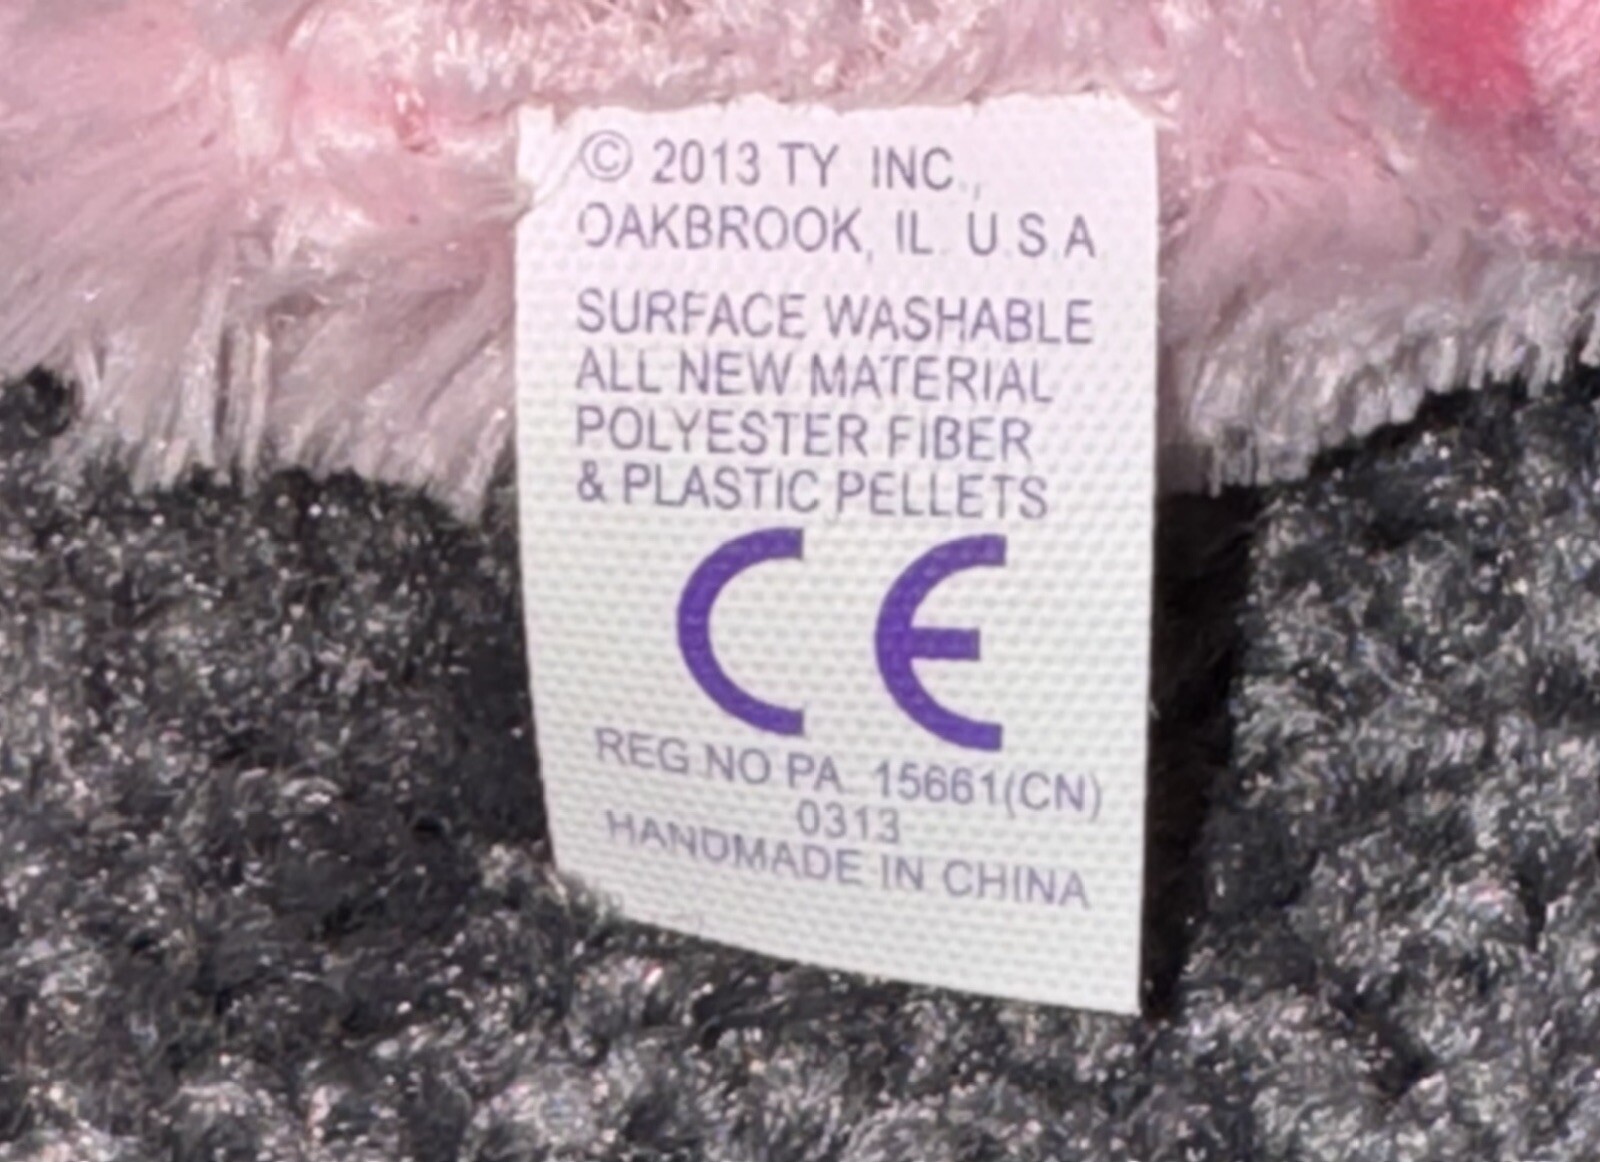 © 2013 TY INC.,
OAKBROOK, IL. U.S.A
SURFACE WASHABLE
ALL NEW MATERIAL
POLYESTER FIBER
& PLASTIC PELLETS
CE
REG NO PA 15661(CN)
0313
HANDMADE IN CHINA